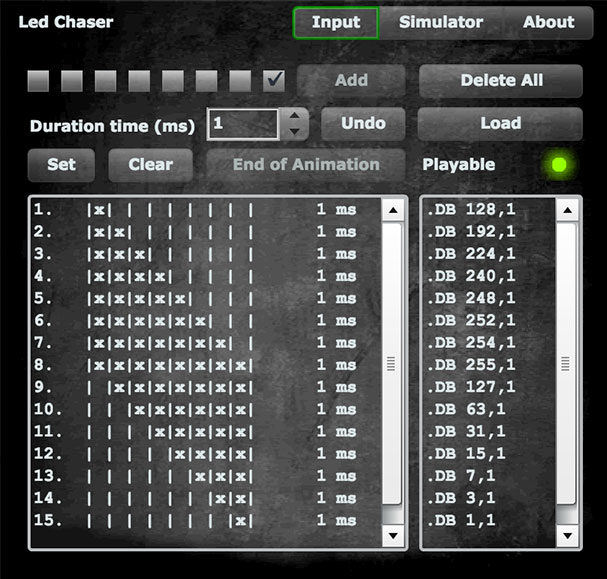 Led Chaser Input Simulator About
Add Delete All
Duration time (ms) 1 Undo Load
Set Clear End of Animation Playable
1. |x| | | | | | | | 1 ms .DB 128,1
2. |x|x| | | | | | | 1 ms .DB 192,1
3. |x|x|x| | | | | | 1 ms .DB 224,1
4. |x|x|x|x| | | | | 1 ms .DB 240,1
5. |x|x|x|x|x| | | | 1 ms .DB 248,1
6. |x|x|x|x|x|x| | | 1 ms .DB 252,1
7. |x|x|x|x|x|x|x| | 1 ms .DB 254,1
8. |x|x|x|x|x|x|x|x| 1 ms .DB 255,1
9. | |x|x|x|x|x|x|x| 1 ms .DB 127,1
10. | | |x|x|x|x|x|x| 1 ms .DB 63,1
11. | | | |x|x|x|x|x| 1 ms .DB 31,1
12. | | | | |x|x|x|x| 1 ms .DB 15,1
13. | | | | | |x|x|x| 1 ms .DB 7,1
14. | | | | | | |x|x| 1 ms .DB 3,1
15. | | | | | | | |x| 1 ms .DB 1,1